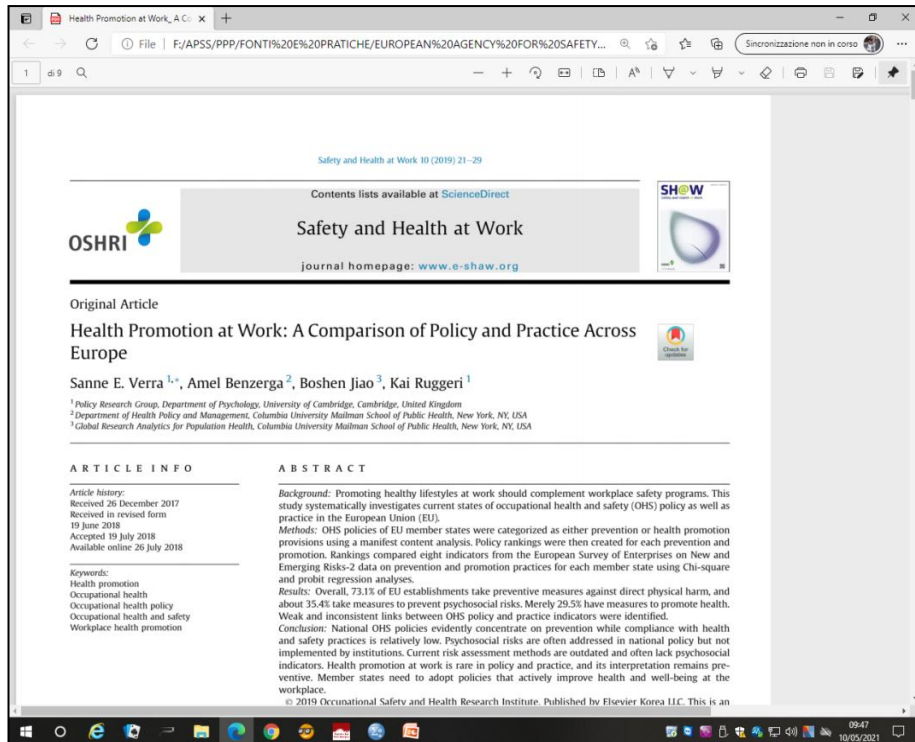 Health Promotion at Work_ A Co
File | F:/APSS/PPP/FONTI%20E%20PRATICHE/EUROPEAN%20AGENCY%20FOR%20SAFETY...
Sincronizzazione non in corso
1 di 9
Safety and Health at Work 10 (2019) 21–29
OSHRI
Contents lists available at ScienceDirect
Safety and Health at Work
journal homepage: www.e-shaw.org
SH@W
Original Article
Health Promotion at Work: A Comparison of Policy and Practice Across
Europe
Check for
updates
Sanne E. Verra 1,*, Amel Benzerga 2, Boshen Jiao 3, Kai Ruggeri 1
1 Policy Research Group, Department of Psychology, University of Cambridge, Cambridge, United Kingdom
2 Department of Health Policy and Management, Columbia University Mailman School of Public Health, New York, NY, USA
3 Global Research Analytics for Population Health, Columbia University Mailman School of Public Health, New York, NY, USA
ARTICLE INFO
Article history:
Received 26 December 2017
Received in revised form
19 June 2018
Accepted 19 July 2018
Available online 26 July 2018
Keywords:
Health promotion
Occupational health
Occupational health policy
Occupational health and safety
Workplace health promotion
ABSTRACT
Background: Promoting healthy lifestyles at work should complement workplace safety programs. This
study systematically investigates current states of occupational health and safety (OHS) policy as well as
practice in the European Union (EU).
Methods: OHS policies of EU member states were categorized as either prevention or health promotion
provisions using a manifest content analysis. Policy rankings were then created for each prevention and
promotion. Rankings compared eight indicators from the European Survey of Enterprises on New and
Emerging Risks-2 data on prevention and promotion practices for each member state using Chi-square
and probit regression analyses.
Results: Overall, 73.1% of EU establishments take preventive measures against direct physical harm, and
about 35.4% take measures to prevent psychosocial risks. Merely 29.5% have measures to promote health.
Weak and inconsistent links between OHS policy and practice indicators were identified.
Conclusion: National OHS policies evidently concentrate on prevention while compliance with health
and safety practices is relatively low. Psychosocial risks are often addressed in national policy but not
implemented by institutions. Current risk assessment methods are outdated and often lack psychosocial
indicators. Health promotion at work is rare in policy and practice, and its interpretation remains pre-
ventive. Member states need to adopt policies that actively improve health and well-being at the
workplace.
© 2019 Occupational Safety and Health Research Institute, Published by Elsevier Korea LLC. This is an
09:47
10/05/2021